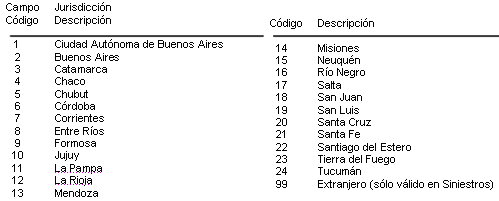 Campo Jurisdicción
Código Descripción
1 Ciudad Autónoma de Buenos Aires
2 Buenos Aires
3 Catamarca
4 Chaco
5 Chubut
6 Córdoba
7 Corrientes
8 Entre Ríos
9 Formosa
10 Jujuy
11 La Pampa
12 La Rioja
13 Mendoza
Código Descripción
14 Misiones
15 Neuquén
16 Río Negro
17 Salta
18 San Juan
19 San Luis
20 Santa Cruz
21 Santa Fe
22 Santiago del Estero
23 Tierra del Fuego
24 Tucumán
99 Extranjero (sólo válido en Siniestros)